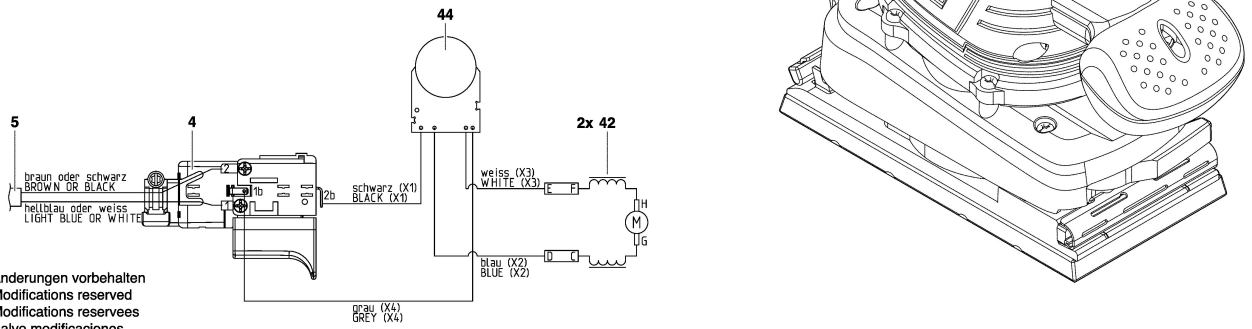 44
5
4
2x 42
braun oder schwarz
BROWN OR BLACK
hellblau oder weiss
LIGHT BLUE OR WHITE
2
1b
1
2b
schwarz (X1)
BLACK (X1)
weiss (X3)
WHITE (X3)
E F
H
M
G
D C
blau (X2)
BLUE (X2)
grau (X4)
GREY (X4)
nderungen vorbehalten
Modifications reserved
Modifications reservees
alvo modificaciones